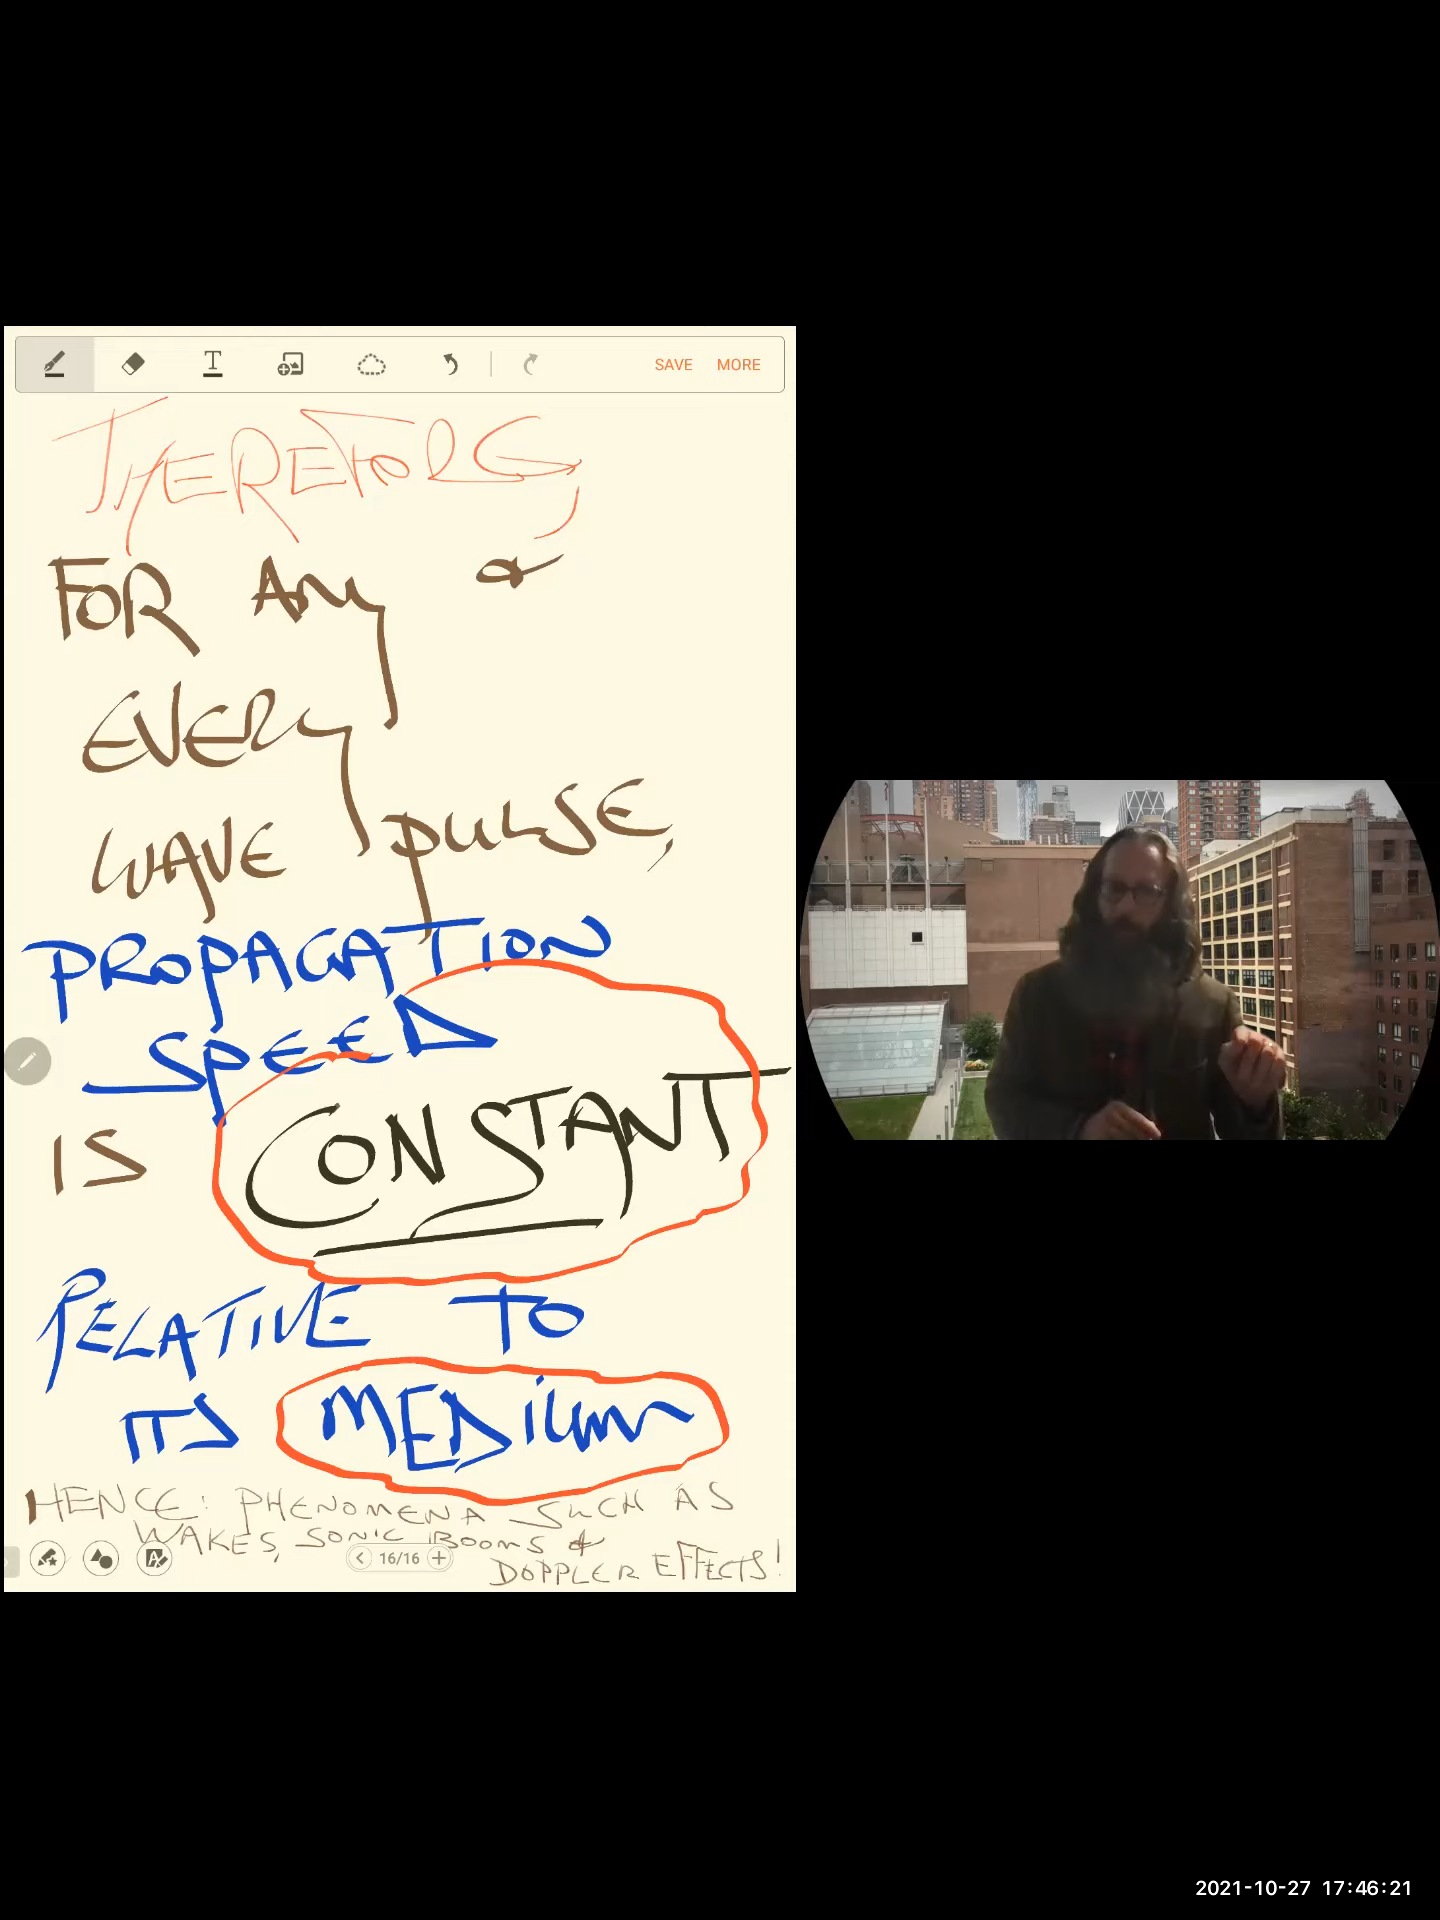 SAVE MORE
THEREFORE,
FOR ANY &
EVERY
WAVE PULSE,
PROPAGATION
SPEED
IS CONSTANT
RELATIVE TO
ITS MEDIUM
HENCE: PHENOMENA SUCH AS
WAKES, SONIC BOOMS &
DOPPLER EFFECTS!
16/16
2021-10-27 17:46:21